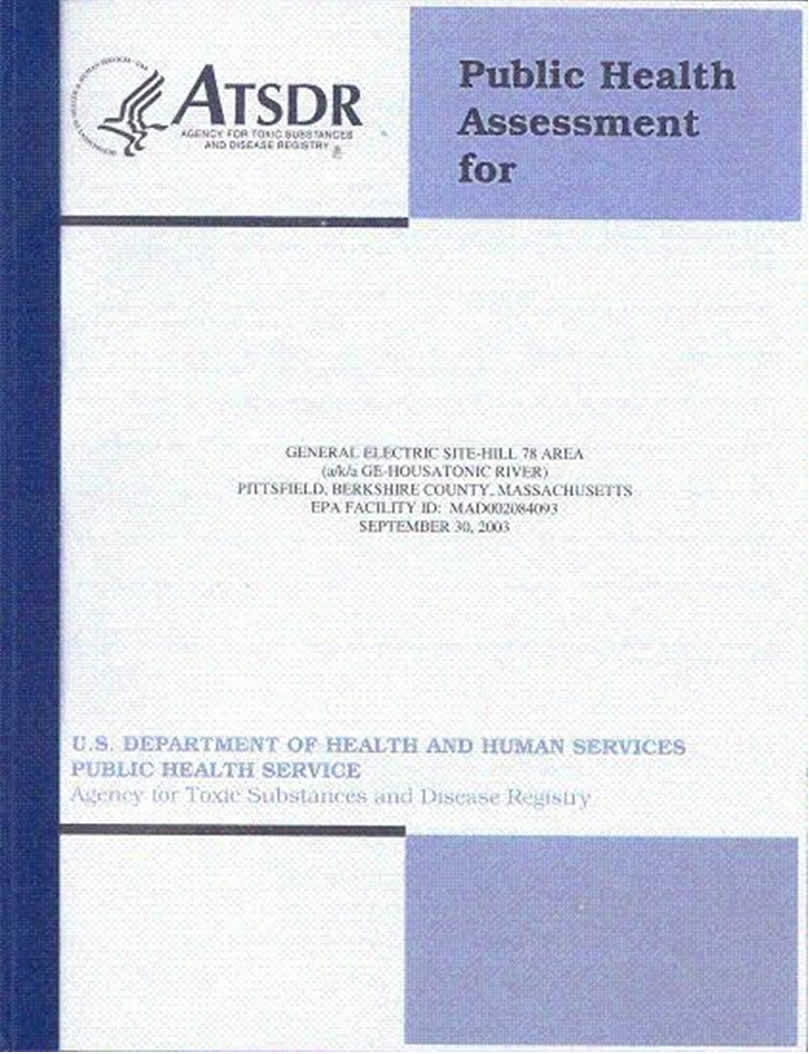 ATSDR
AGENCY FOR TOXIC SUBSTANCES
AND DISEASE REGISTRY
Public Health
Assessment
for
GENERAL ELECTRIC SITE-HILL 78 AREA
(a/k/a GE-HOUSATONIC RIVER)
PITTSFIELD, BERKSHIRE COUNTY, MASSACHUSETTS
EPA FACILITY ID: MAD002084093
SEPTEMBER 30, 2003
U.S. DEPARTMENT OF HEALTH AND HUMAN SERVICES
PUBLIC HEALTH SERVICE
Agency for Toxic Substances and Disease Registry